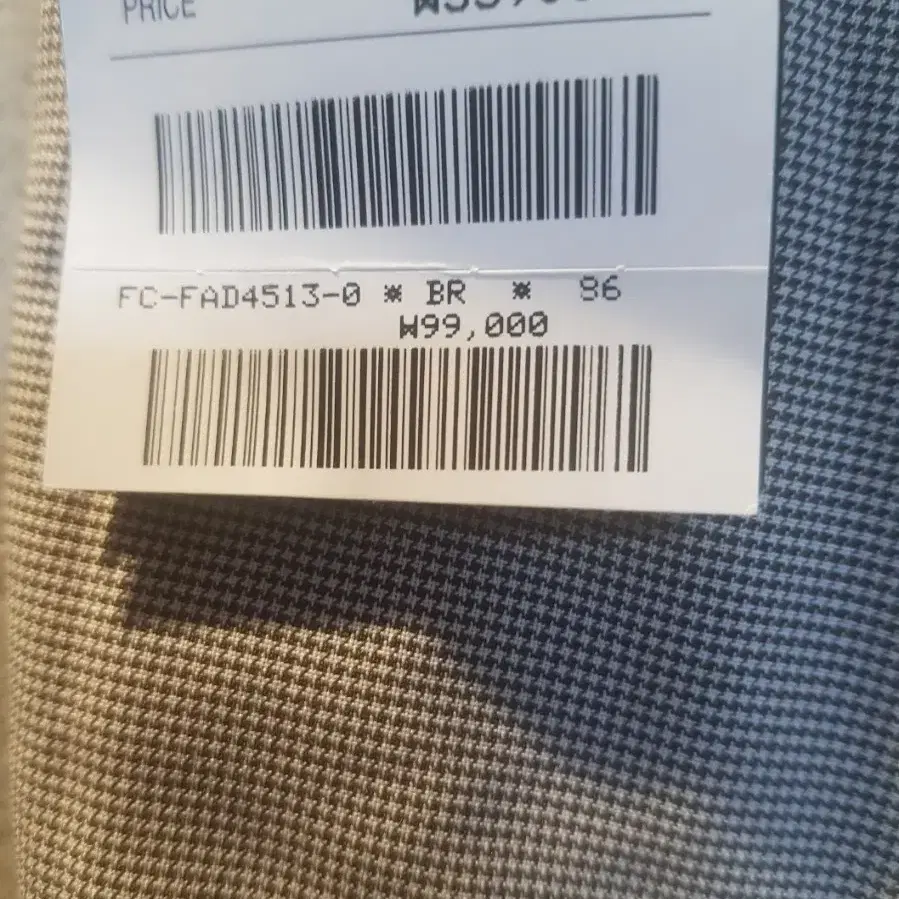 PRICE
FC-FAD4513-0 * BR * 86
₩99,000